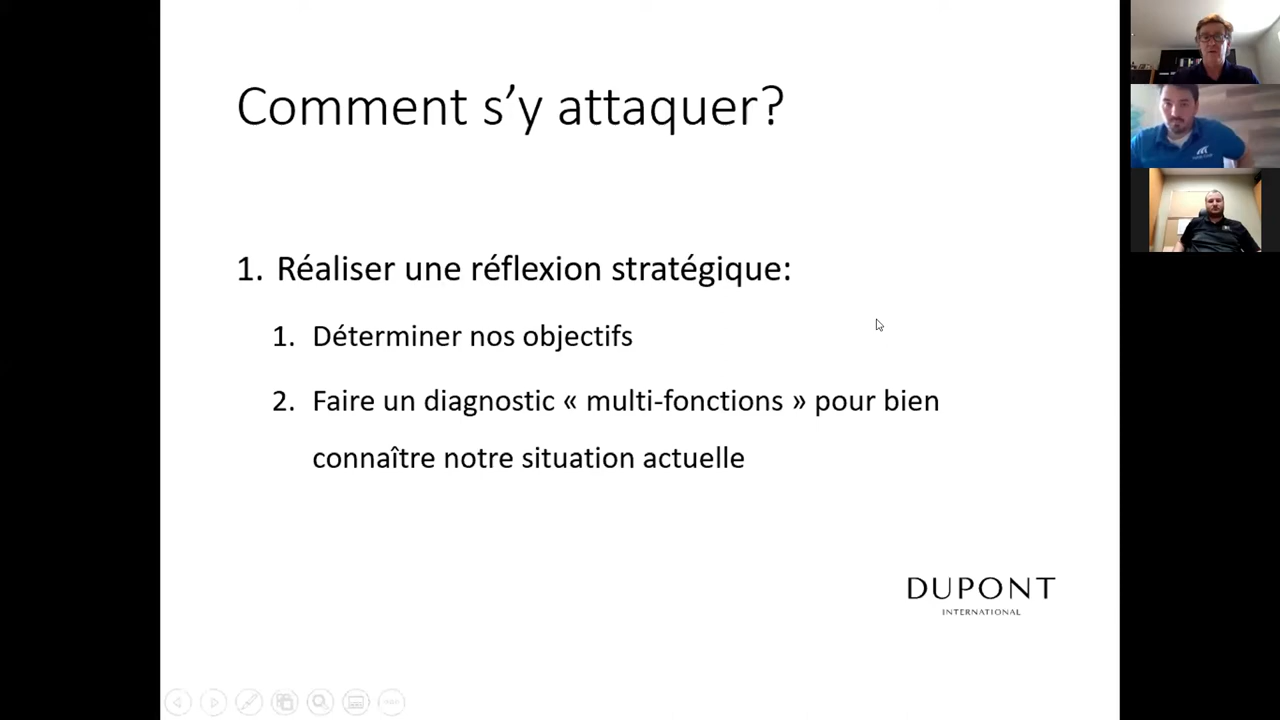 Comment s’y attaquer?
1. Réaliser une réflexion stratégique:
1. Déterminer nos objectifs
2. Faire un diagnostic « multi-fonctions » pour bien
connaître notre situation actuelle
DUPONT
INTERNATIONAL